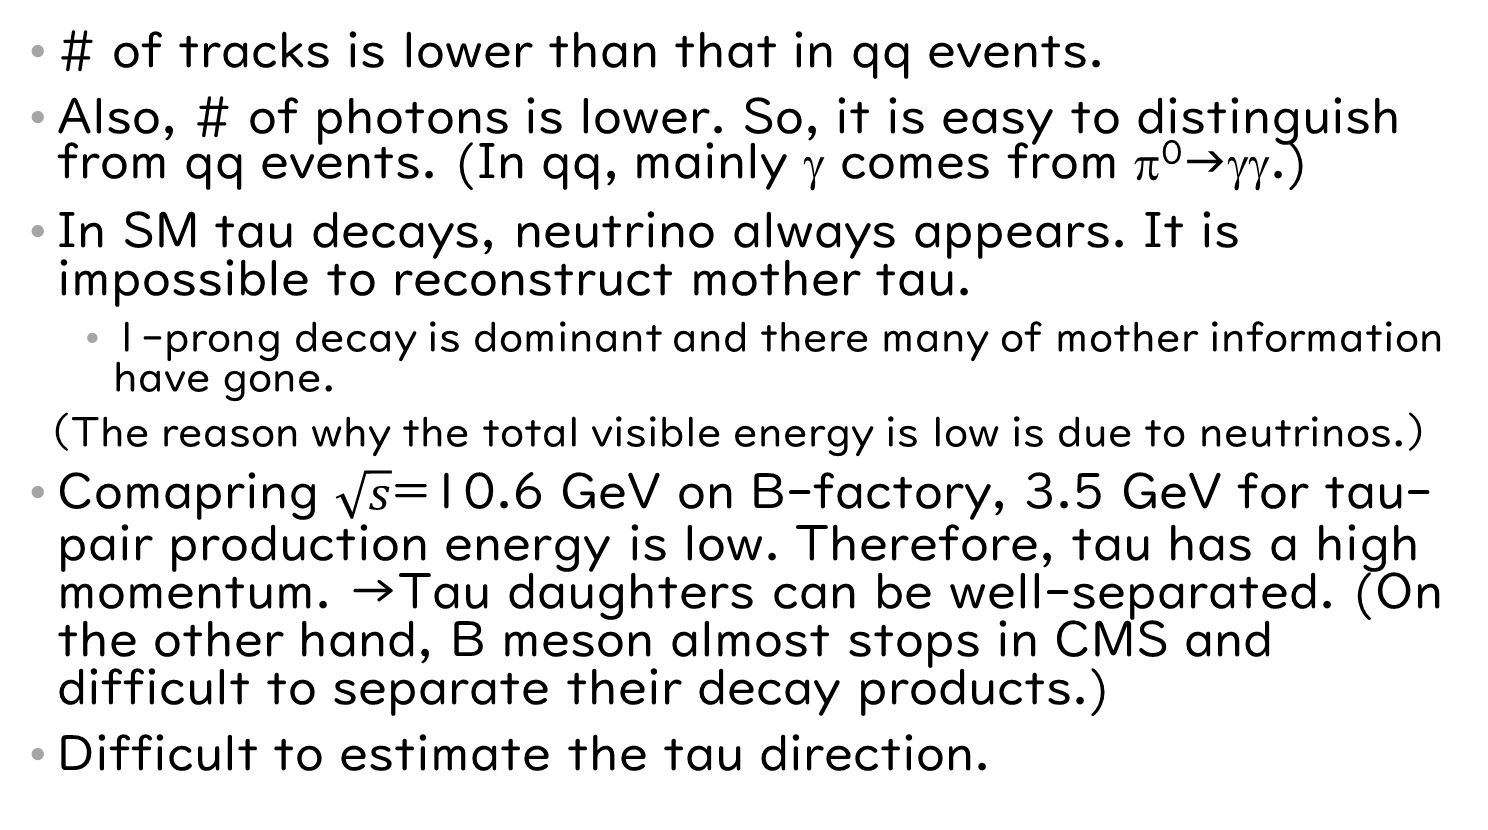 • # of tracks is lower than that in qq events.
• Also, # of photons is lower. So, it is easy to distinguish
from qq events. (In qq, mainly γ comes from π⁰→γγ.)
• In SM tau decays, neutrino always appears. It is
impossible to reconstruct mother tau.
• 1-prong decay is dominant and there many of mother information
have gone.
(The reason why the total visible energy is low is due to neutrinos.)
• Comapring √s=10.6 GeV on B-factory, 3.5 GeV for tau-
pair production energy is low. Therefore, tau has a high
momentum. →Tau daughters can be well-separated. (On
the other hand, B meson almost stops in CMS and
difficult to separate their decay products.)
• Difficult to estimate the tau direction.